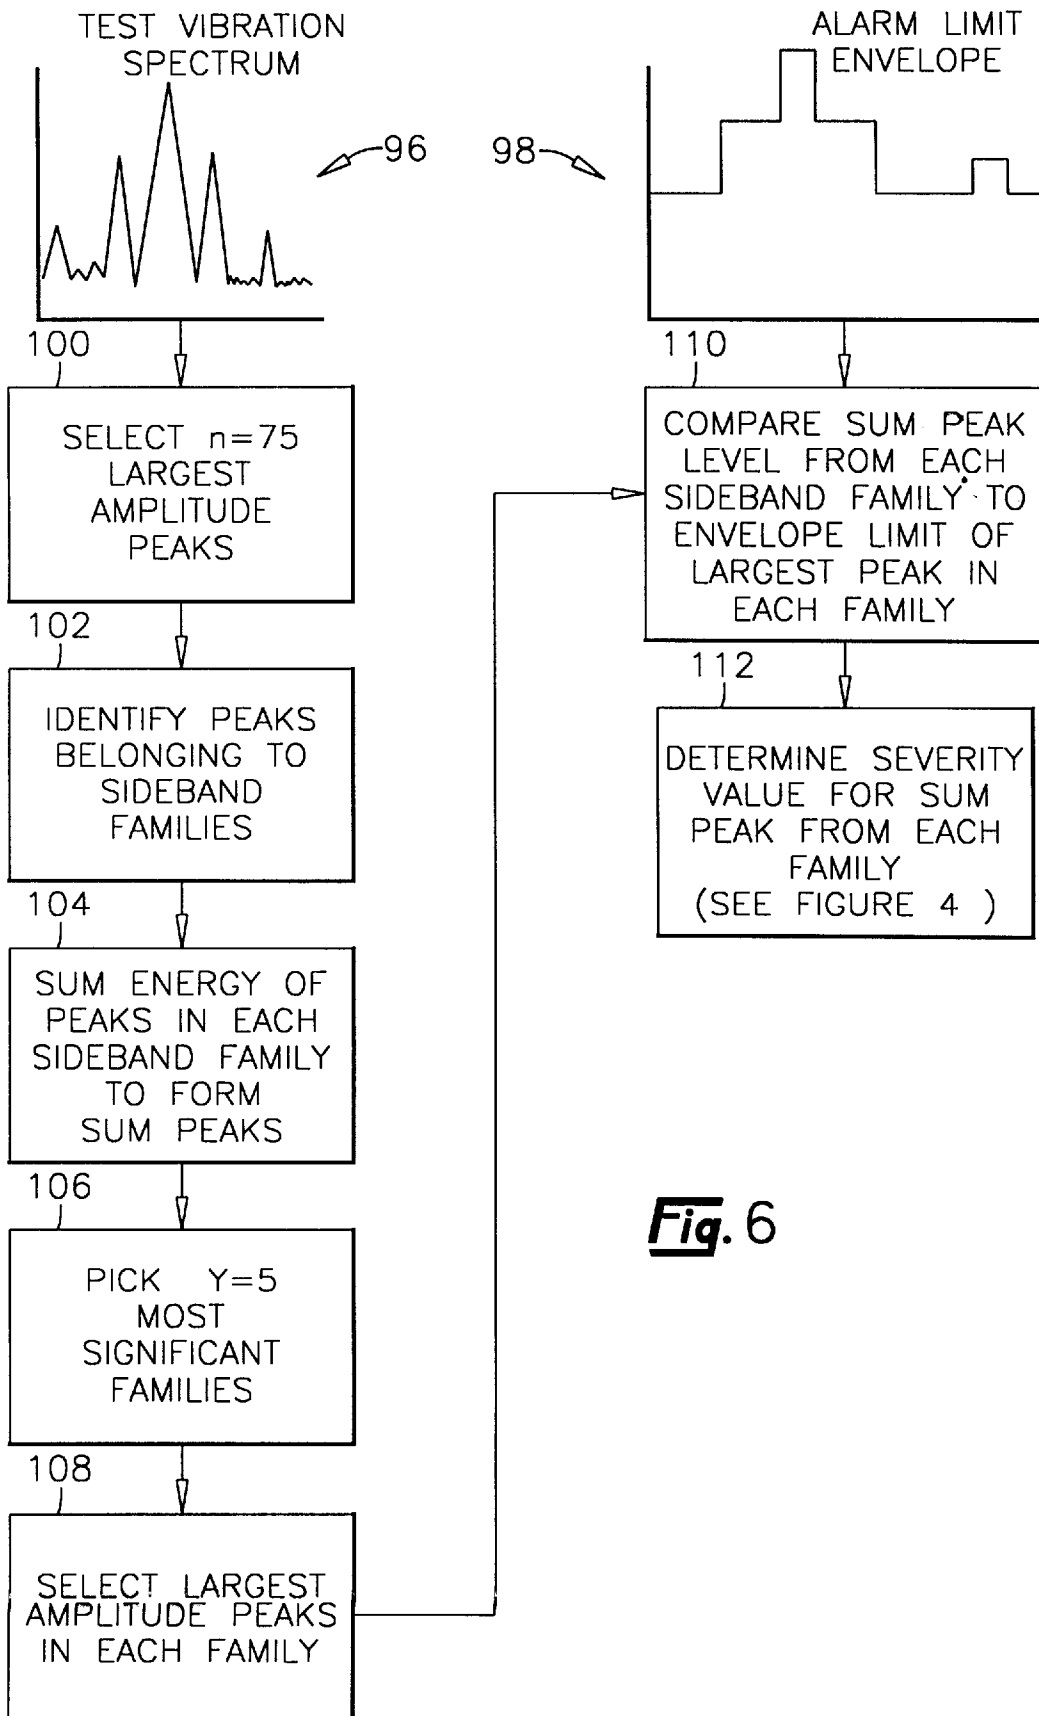 TEST VIBRATION
SPECTRUM
96
100
SELECT n=75
LARGEST
AMPLITUDE
PEAKS
102
IDENTIFY PEAKS
BELONGING TO
SIDEBAND
FAMILIES
104
SUM ENERGY OF
PEAKS IN EACH
SIDEBAND FAMILY
TO FORM
SUM PEAKS
106
PICK Y=5
MOST
SIGNIFICANT
FAMILIES
108
SELECT LARGEST
AMPLITUDE PEAKS
IN EACH FAMILY
ALARM LIMIT
ENVELOPE
98
110
COMPARE SUM PEAK
LEVEL FROM EACH
SIDEBAND FAMILY TO
ENVELOPE LIMIT OF
LARGEST PEAK IN
EACH FAMILY
112
DETERMINE SEVERITY
VALUE FOR SUM
PEAK FROM EACH
FAMILY
(SEE FIGURE 4 )
Fig. 6